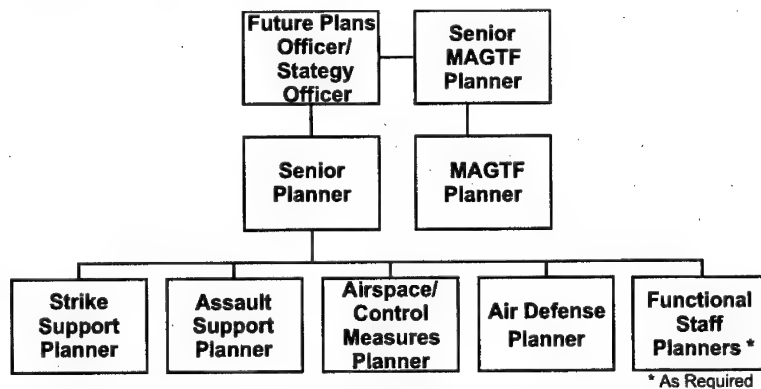 Future Plans
Officer/
Stategy
Officer
Senior
MAGTF
Planner
Senior
Planner
MAGTF
Planner
Strike
Support
Planner
Assault
Support
Planner
Airspace/
Control
Measures
Planner
Air Defense
Planner
Functional
Staff
Planners *
* As Required